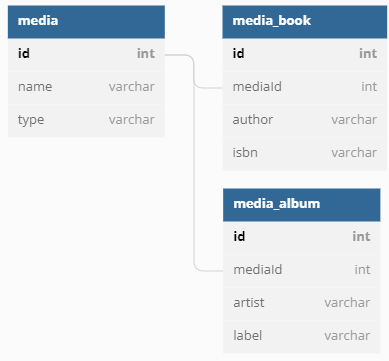 media
id int
name varchar
type varchar
media_book
id int
mediaId int
author varchar
isbn varchar
media_album
id int
mediaId int
artist varchar
label varchar